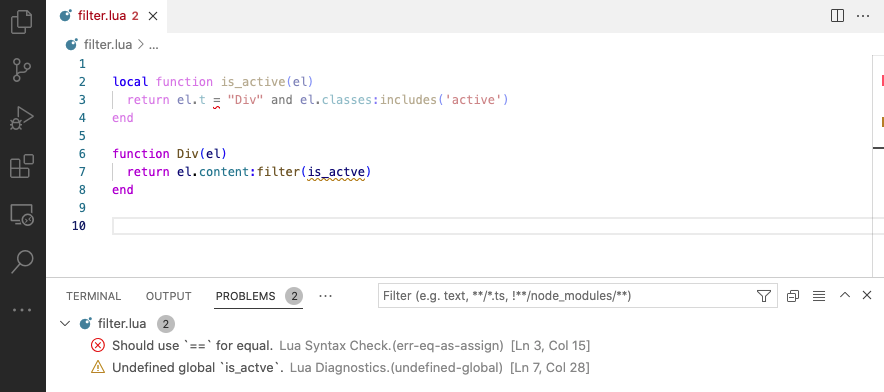 filter.lua 2
filter.lua > ...
1
2 local function is_active(el)
3 return el.t = "Div" and el.classes:includes('active')
4 end
5
6 function Div(el)
7 return el.content:filter(is_actve)
8 end
9
10
TERMINAL OUTPUT PROBLEMS 2 ... Filter (e.g. text, **/*.ts, !**/node_modules/**)
filter.lua 2
Should use `==` for equal. Lua Syntax Check.(err-eq-as-assign) [Ln 3, Col 15]
Undefined global `is_actve`. Lua Diagnostics.(undefined-global) [Ln 7, Col 28]